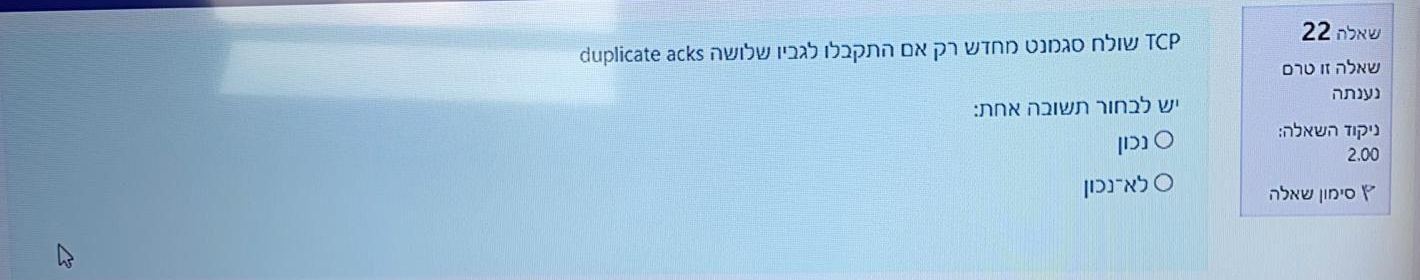 שאלה 22
שאלה זו טרם
נענתה
ניקוד השאלה:
2.00
סימון שאלה
TCP שולח סגמנט מחדש רק אם התקבלו לגביו שלושה duplicate acks
יש לבחור תשובה אחת:
נכון
לא-נכון